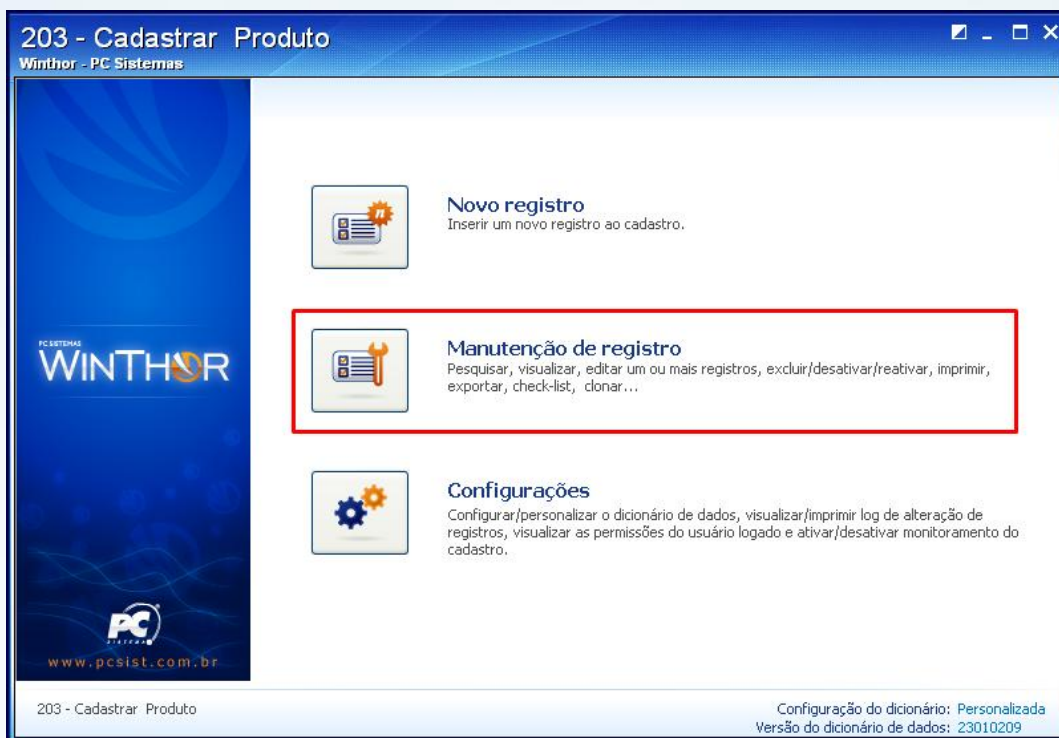 203 - Cadastrar Produto
Winthor - PC Sistemas
Novo registro
Inserir um novo registro ao cadastro.
Manutenção de registro
Pesquisar, visualizar, editar um ou mais registros, excluir/desativar/reativar, imprimir,
exportar, check-list, clonar...
PC SISTEMAS
WINTHOR
Configurações
Configurar/personalizar o dicionário de dados, visualizar/imprimir log de alteração de
registros, visualizar as permissões do usuário logado e ativar/desativar monitoramento do
cadastro.
PC
SISTEMAS
www.pcsist.com.br
203 - Cadastrar Produto
Configuração do dicionário: Personalizada
Versão do dicionário de dados: 23010209